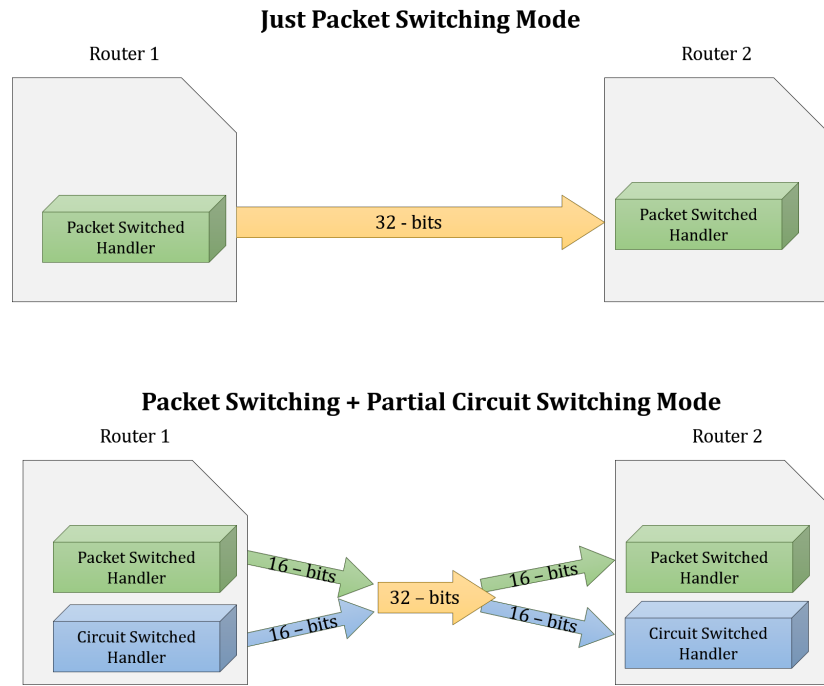 Just Packet Switching Mode
Router 1
Router 2
Packet Switched
Handler
32 - bits
Packet Switched
Handler
Packet Switching + Partial Circuit Switching Mode
Router 1
Router 2
Packet Switched
Handler
16 – bits
16 – bits
Packet Switched
Handler
32 – bits
Circuit Switched
Handler
16 – bits
16 – bits
Circuit Switched
Handler